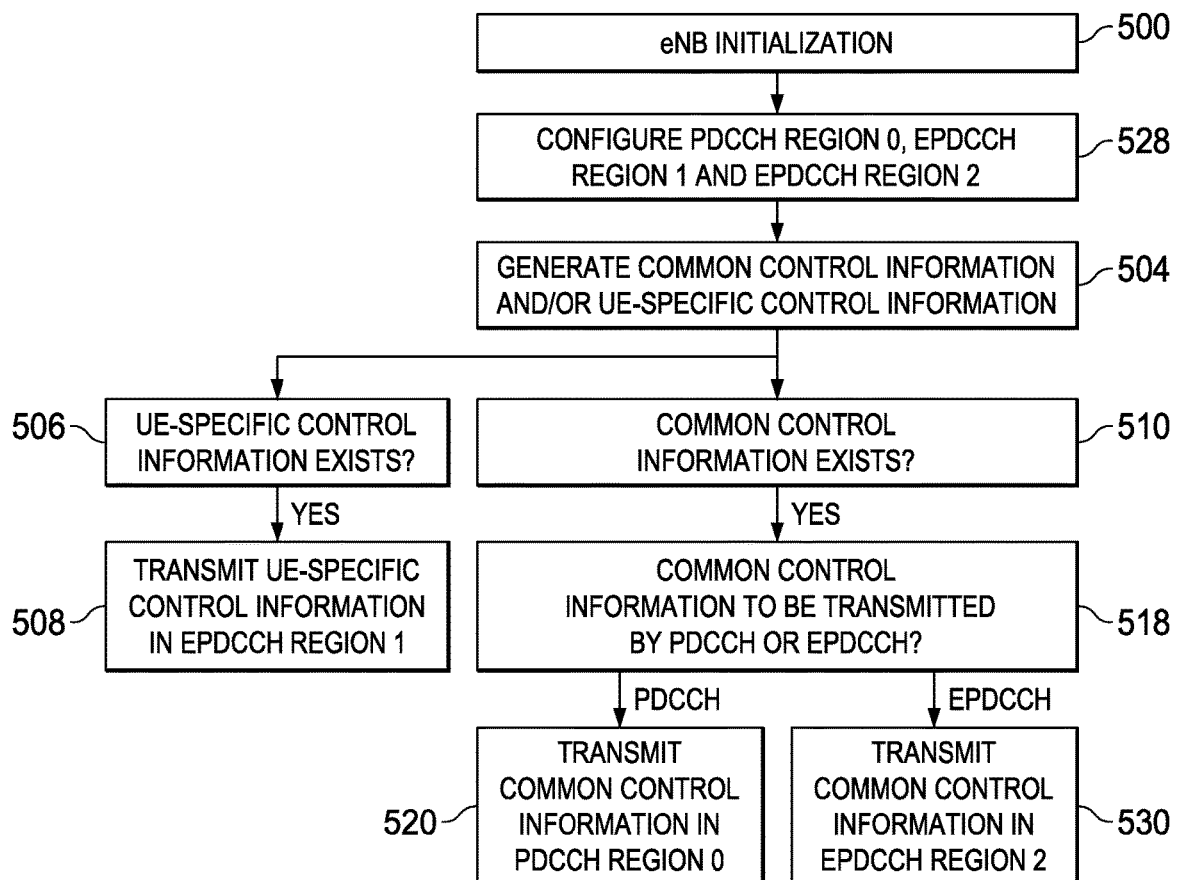 eNB INITIALIZATION
500
CONFIGURE PDCCH REGION 0, EPDCCH
REGION 1 AND EPDCCH REGION 2
528
GENERATE COMMON CONTROL INFORMATION
AND/OR UE-SPECIFIC CONTROL INFORMATION
504
506
UE-SPECIFIC CONTROL
INFORMATION EXISTS?
COMMON CONTROL
INFORMATION EXISTS?
510
YES
YES
508
TRANSMIT UE-SPECIFIC
CONTROL INFORMATION
IN EPDCCH REGION 1
COMMON CONTROL
INFORMATION TO BE TRANSMITTED
BY PDCCH OR EPDCCH?
518
PDCCH
EPDCCH
520
TRANSMIT
COMMON CONTROL
INFORMATION IN
PDCCH REGION 0
TRANSMIT
COMMON CONTROL
INFORMATION IN
EPDCCH REGION 2
530